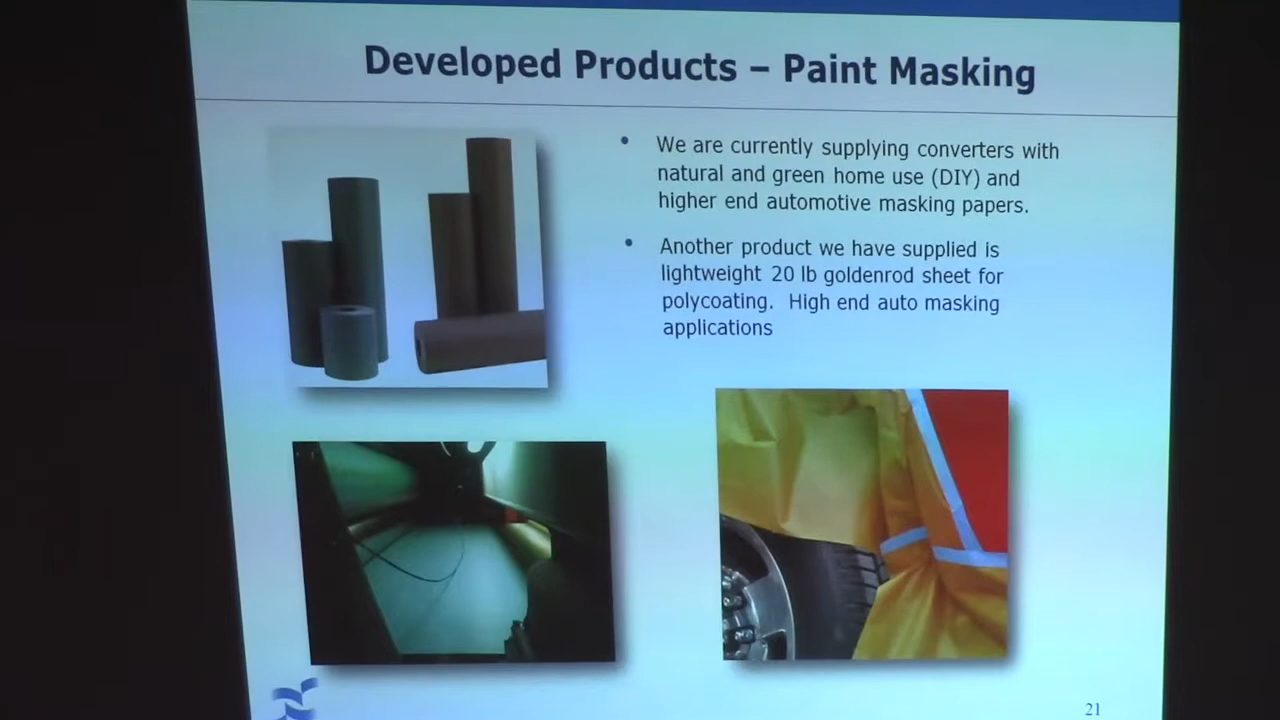 Developed Products – Paint Masking
• We are currently supplying converters with
natural and green home use (DIY) and
higher end automotive masking papers.
• Another product we have supplied is
lightweight 20 lb goldenrod sheet for
polycoating.  High end auto masking
applications
21